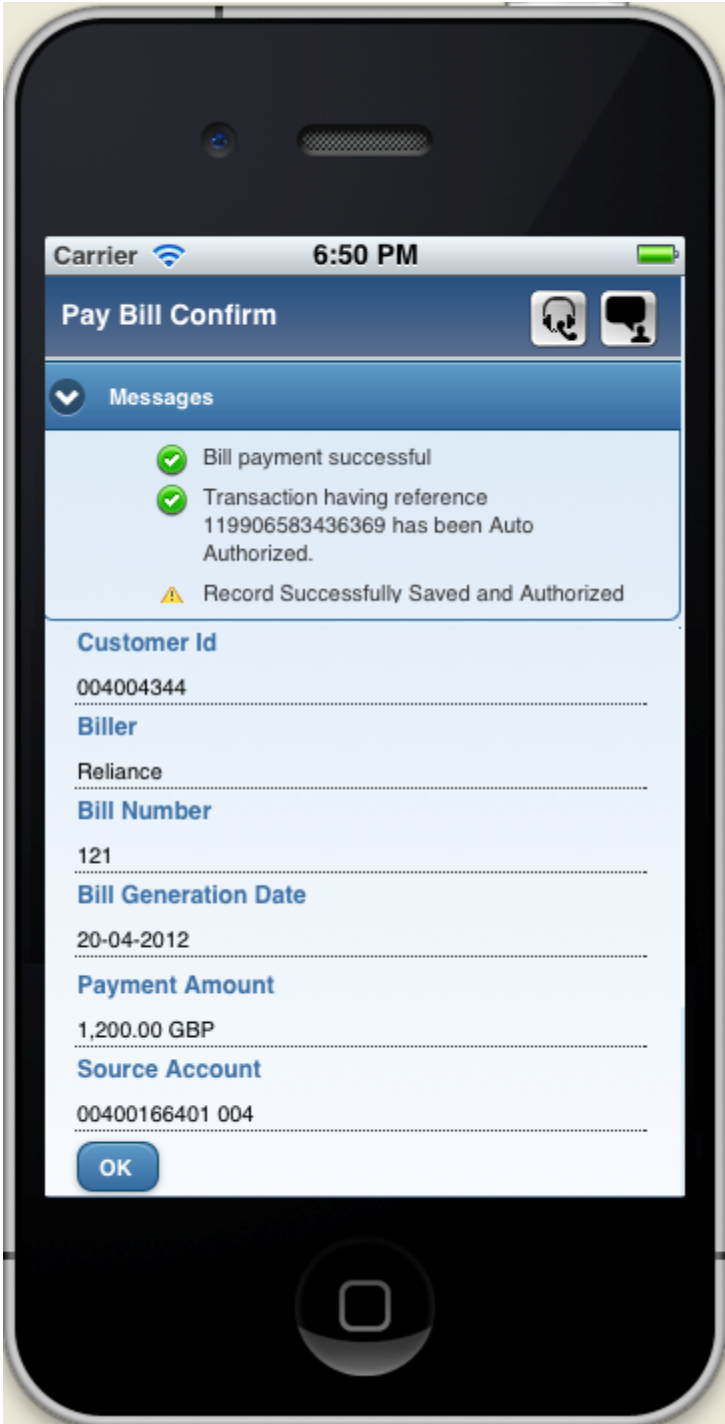 Carrier 6:50 PM
Pay Bill Confirm
Messages
Bill payment successful
Transaction having reference
119906583436369 has been Auto
Authorized.
Record Successfully Saved and Authorized
Customer Id
004004344
Biller
Reliance
Bill Number
121
Bill Generation Date
20-04-2012
Payment Amount
1,200.00 GBP
Source Account
00400166401 004
OK